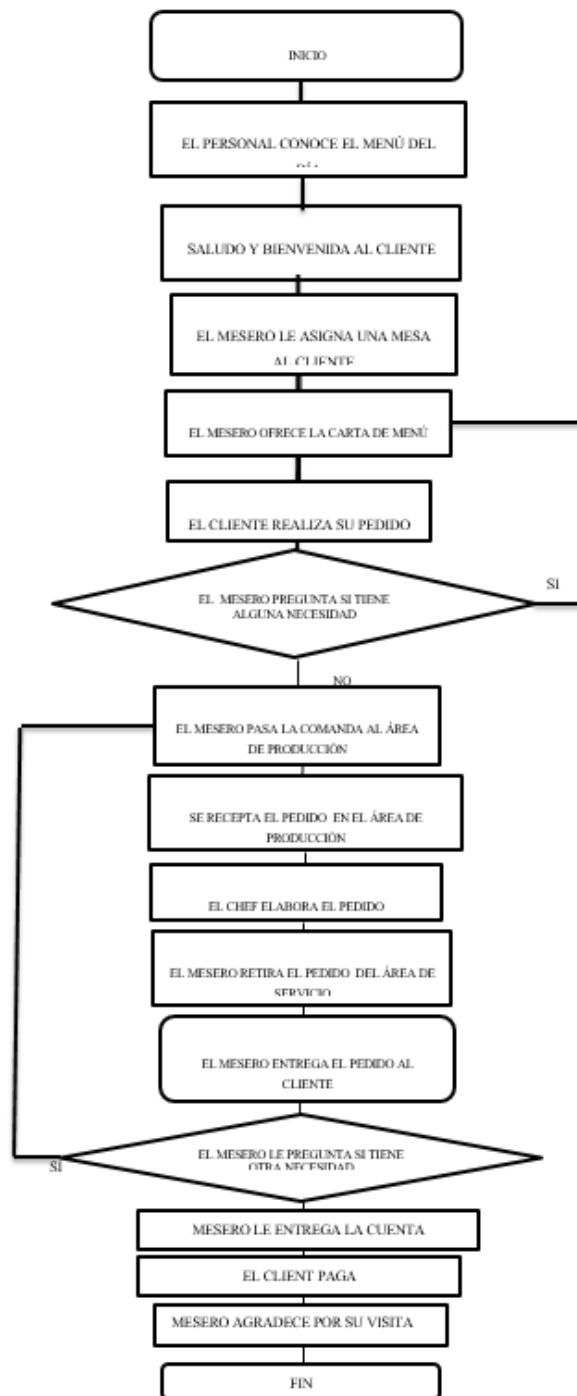 INICIO
EL PERSONAL CONOCE EL MENÚ DEL
SALUDO Y BIENVENIDA AL CLIENTE
EL MESERO LE ASIGNA UNA MESA
AL CLIENTE
EL MESERO OFRECE LA CARTA DE MENÚ
EL CLIENTE REALIZA SU PEDIDO
EL MESERO PREGUNTA SI TIENE
ALGUNA NECESIDAD
SI
NO
EL MESERO PASA LA COMANDA AL ÁREA
DE PRODUCCIÓN
SE RECEPTA EL PEDIDO EN EL ÁREA DE
PRODUCCIÓN
EL CHEF ELABORA EL PEDIDO
EL MESERO RETIRA EL PEDIDO DEL ÁREA DE
SERVICIO
EL MESERO ENTREGA EL PEDIDO AL
CLIENTE
EL MESERO LE PREGUNTA SI TIENE
OTRA NECESIDAD
SI
MESERO LE ENTREGA LA CUENTA
EL CLIENT PAGA
MESERO AGRADECE POR SU VISITA
FIN